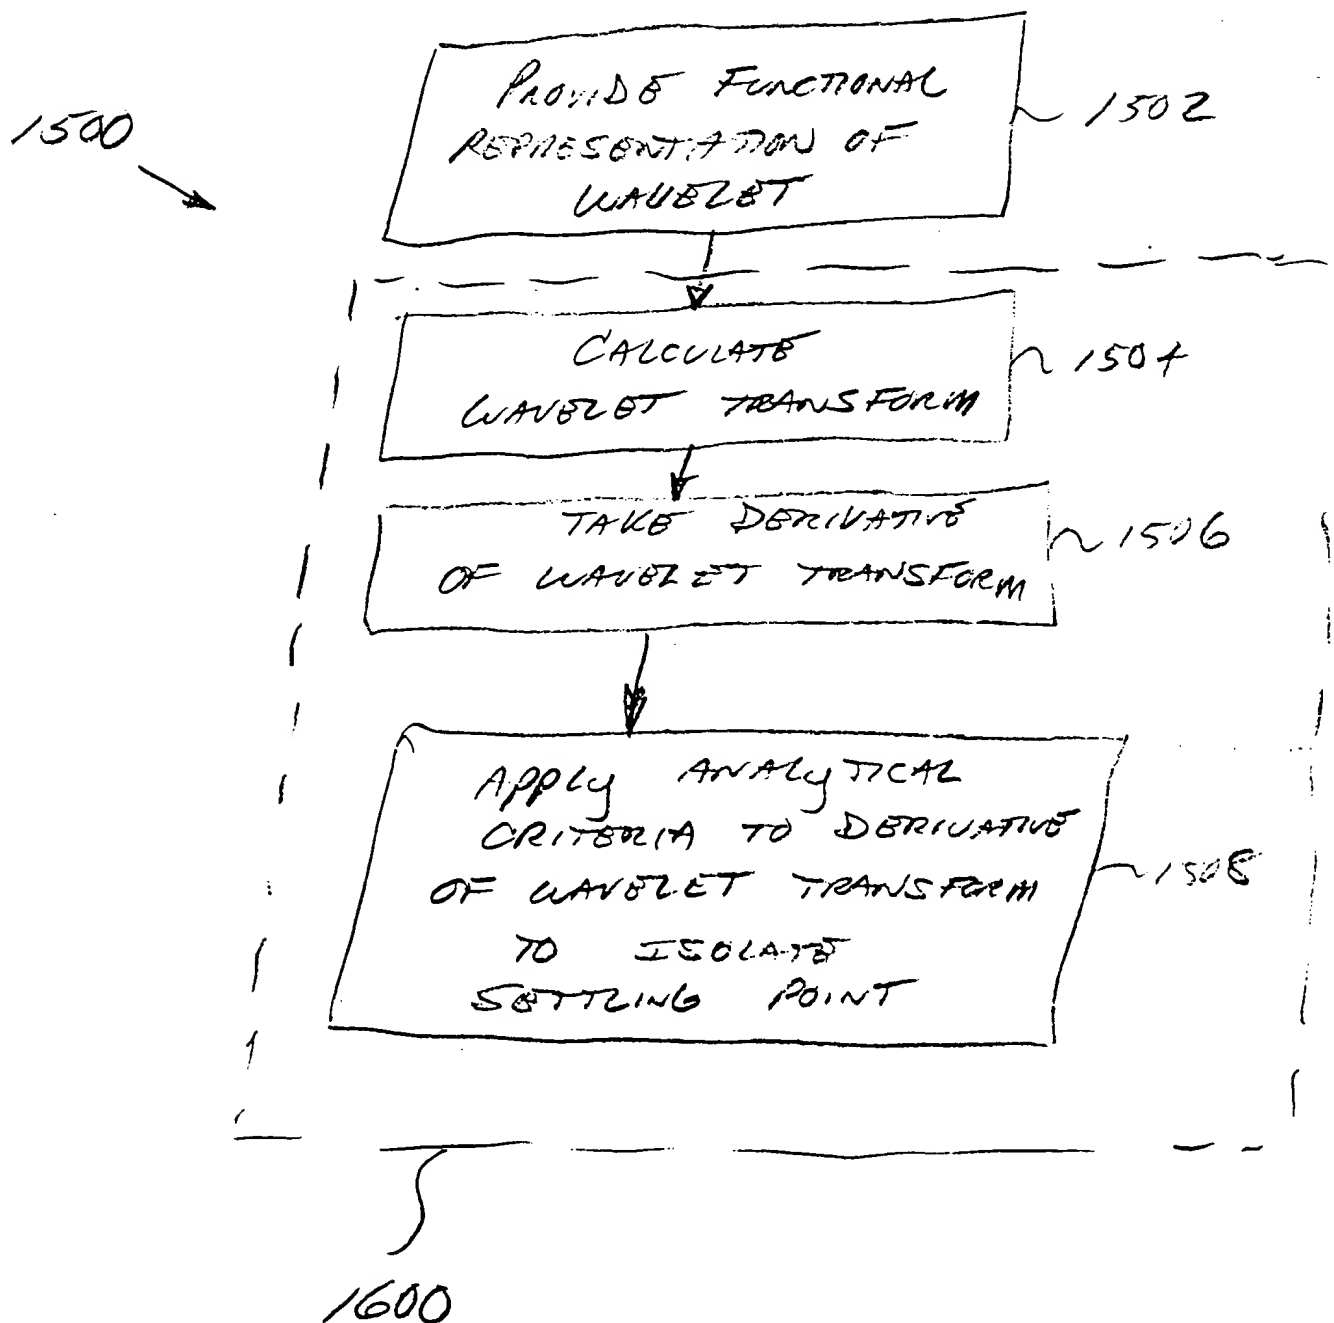 1500
PROVIDE FUNCTIONAL
REPRESENTATION OF
WAVELET
1502
CALCULATE
WAVELET TRANSFORM
1504
TAKE DERIVATIVE
OF WAVELET TRANSFORM
1506
APPLY ANALYTICAL
CRITERIA TO DERIVATIVE
OF WAVELET TRANSFORM
TO ISOLATE
SETTLING POINT
1508
1600